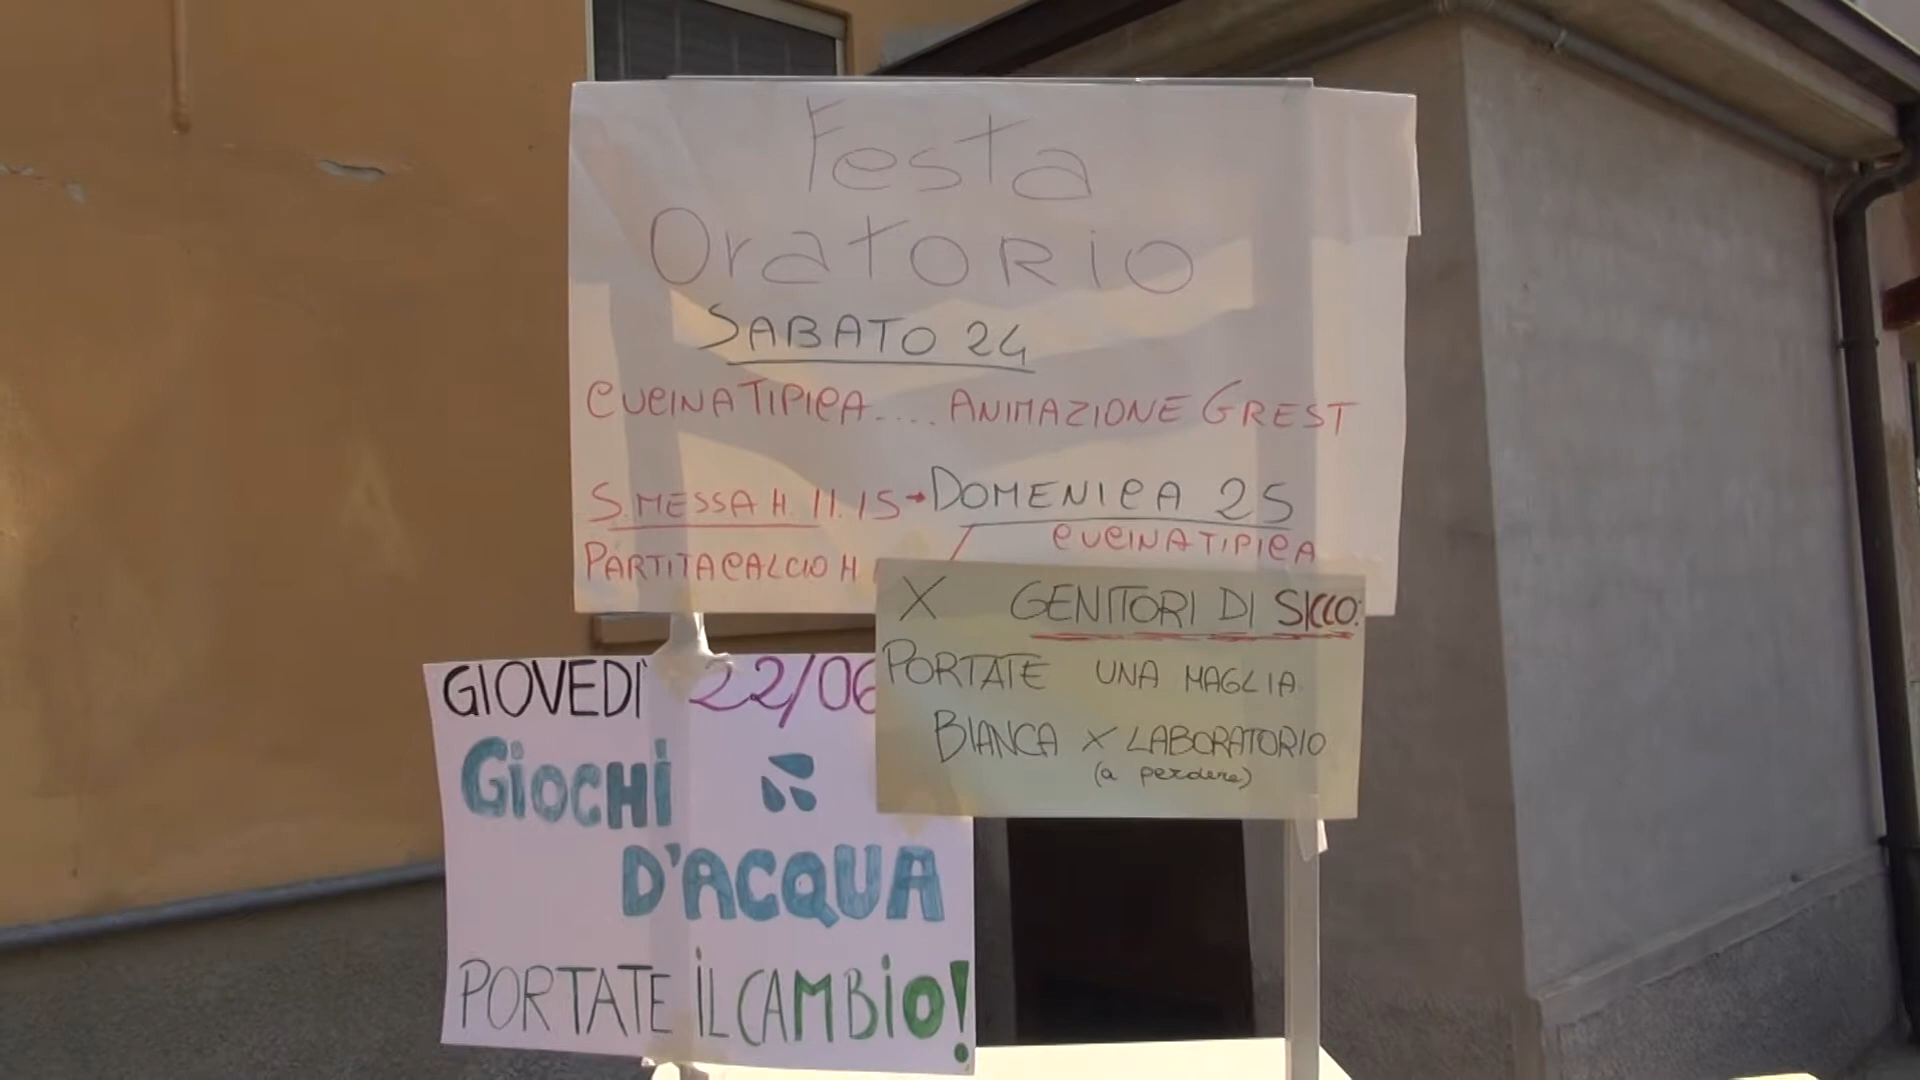 Festa
Oratorio
SABATO 24
CUCINA TIPICA.... ANIMAZIONE GREST
S. MESSA H. 11.15 → DOMENICA 25
CUCINA TIPICA
PARTITA CALCIO H
X GENITORI DI SICCO:
PORTATE UNA MAGLIA
BIANCA X LABORATORIO
(a perdere)
GIOVEDÌ 22/06
GIOCHI
D'ACQUA
PORTATE IL CAMBIO!